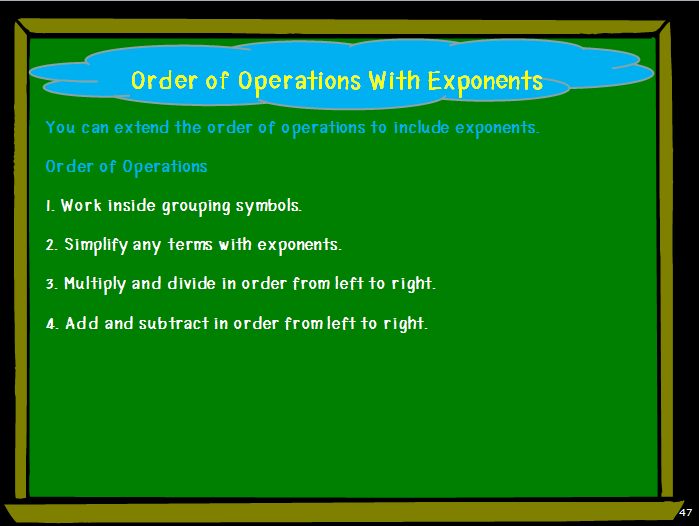 Order of Operations With Exponents
You can extend the order of operations to include exponents.
Order of Operations
1. Work inside grouping symbols.
2. Simplify any terms with exponents.
3. Multiply and divide in order from left to right.
4. Add and subtract in order from left to right.
47